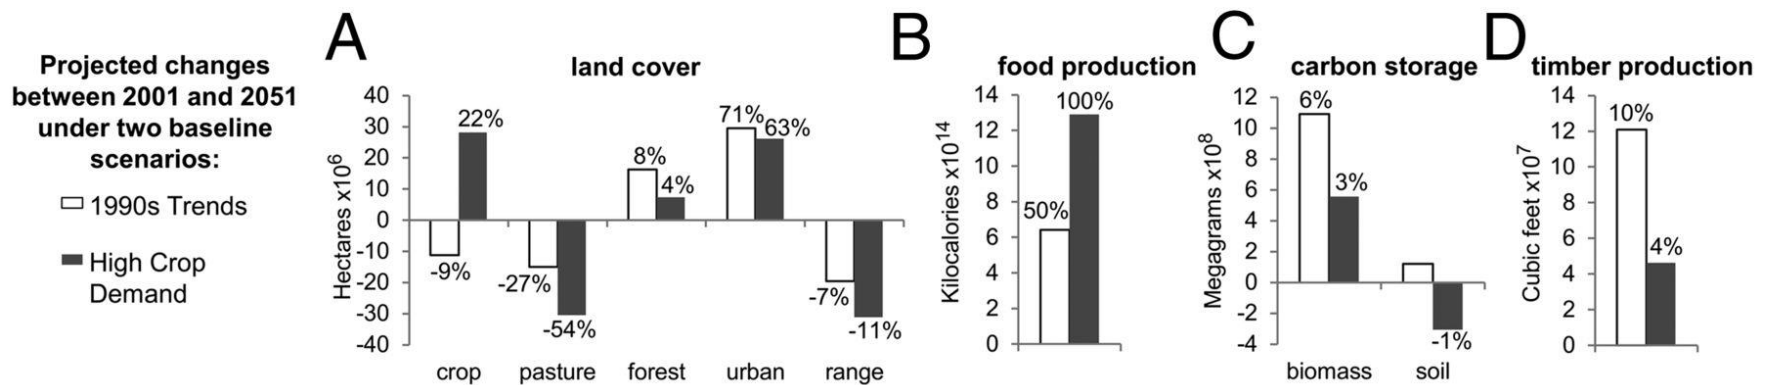 Projected changes
between 2001 and 2051
under two baseline
scenarios:
1990s Trends
High Crop
Demand
A
land cover
Hectares x10⁶
40
30
20
10
0
-10
-20
-30
-40
-9%
22%
-27%
-54%
8%
4%
71%
63%
-7%
-11%
crop pasture forest urban range
B
food production
Kilocalories x10¹⁴
14
12
10
8
6
4
2
0
50%
100%
C
carbon storage
Megagrams x10⁸
12
10
8
6
4
2
0
-2
-4
6%
3%
-1%
biomass soil
D
timber production
Cubic feet x10⁷
14
12
10
8
6
4
2
0
10%
4%